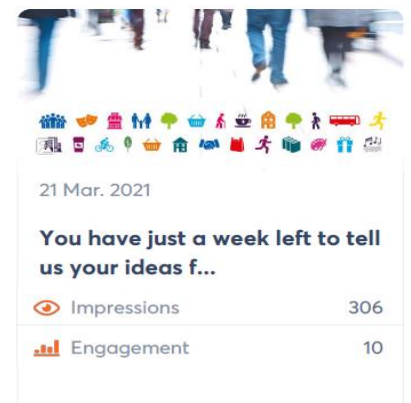 21 Mar. 2021
You have just a week left to tell
us your ideas f...
Impressions 306
Engagement 10